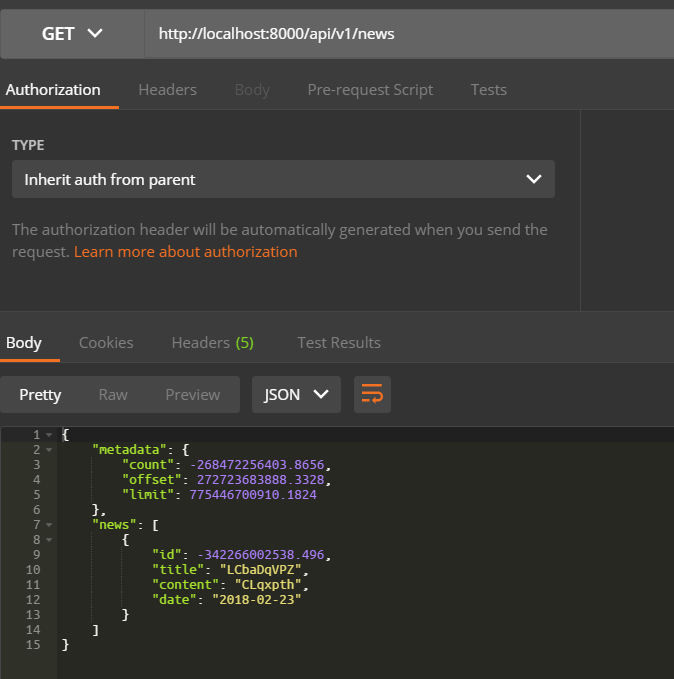 GET http://localhost:8000/api/v1/news
Authorization Headers Body Pre-request Script Tests
TYPE
Inherit auth from parent
The authorization header will be automatically generated when you send the
request. Learn more about authorization
Body Cookies Headers (5) Test Results
Pretty Raw Preview JSON
1 {
2 "metadata": {
3 "count": -268472256403.8656,
4 "offset": 272723683888.3328,
5 "limit": 775446700910.1824
6 },
7 "news": [
8 {
9 "id": -342266002538.496,
10 "title": "LCbaDqVPZ",
11 "content": "CLqxpth",
12 "date": "2018-02-23"
13 }
14 ]
15 }